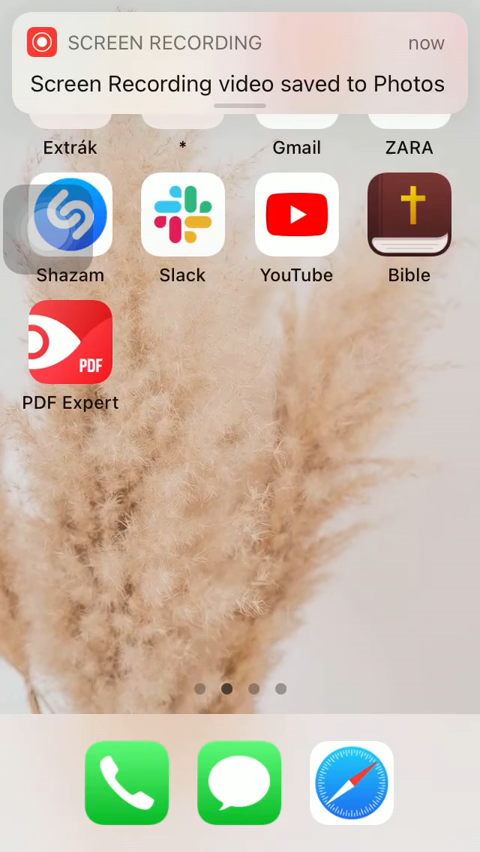 SCREEN RECORDING now
Screen Recording video saved to Photos
Extrák * Gmail ZARA
Shazam Slack YouTube Bible
PDF
PDF Expert